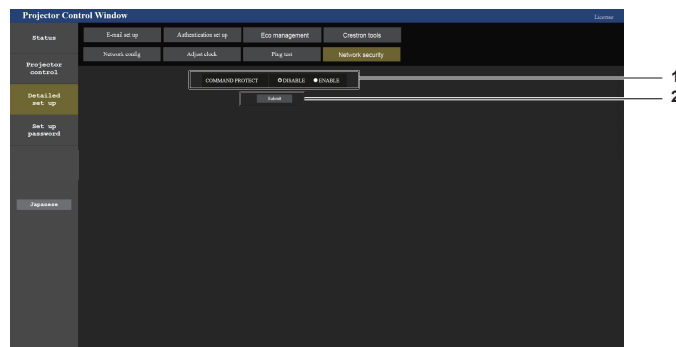 Projector Control Window License
Status
E-mail set up Authentication set up Eco management Crestron tools
Network config Adjust clock Ping test Network security
Projector
control
COMMAND PROTECT DISABLE ENABLE 1
Submit 2
Detailed
set up
Set up
password
Japanese